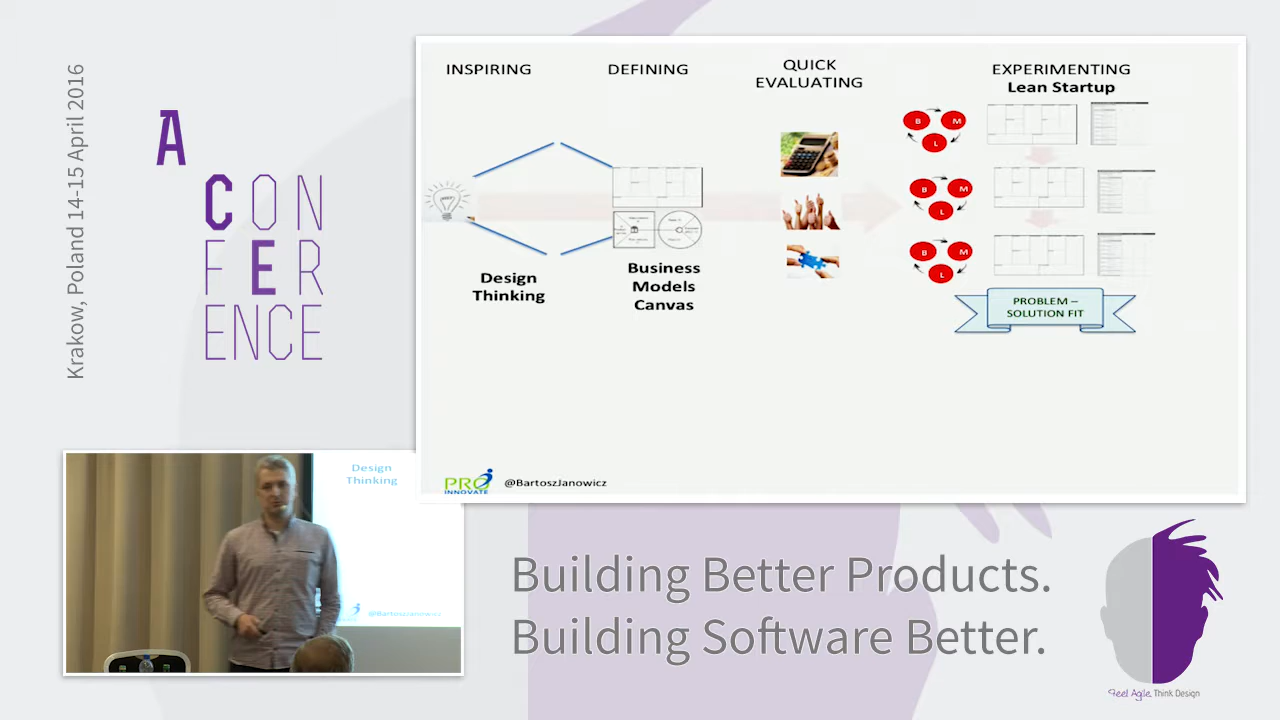 Krakow, Poland 14-15 April 2016
A
CON
FER
ENCE
INSPIRING
DEFINING
QUICK
EVALUATING
EXPERIMENTING
Lean Startup
B
M
L
B
M
L
B
M
L
Design
Thinking
Business
Models
Canvas
PROBLEM –
SOLUTION FIT
PRO
INNOVATE
@BartoszJanowicz
Design
Thinking
@BartoszJanowicz
Building Better Products.
Building Software Better.
Feel Agile. Think Design